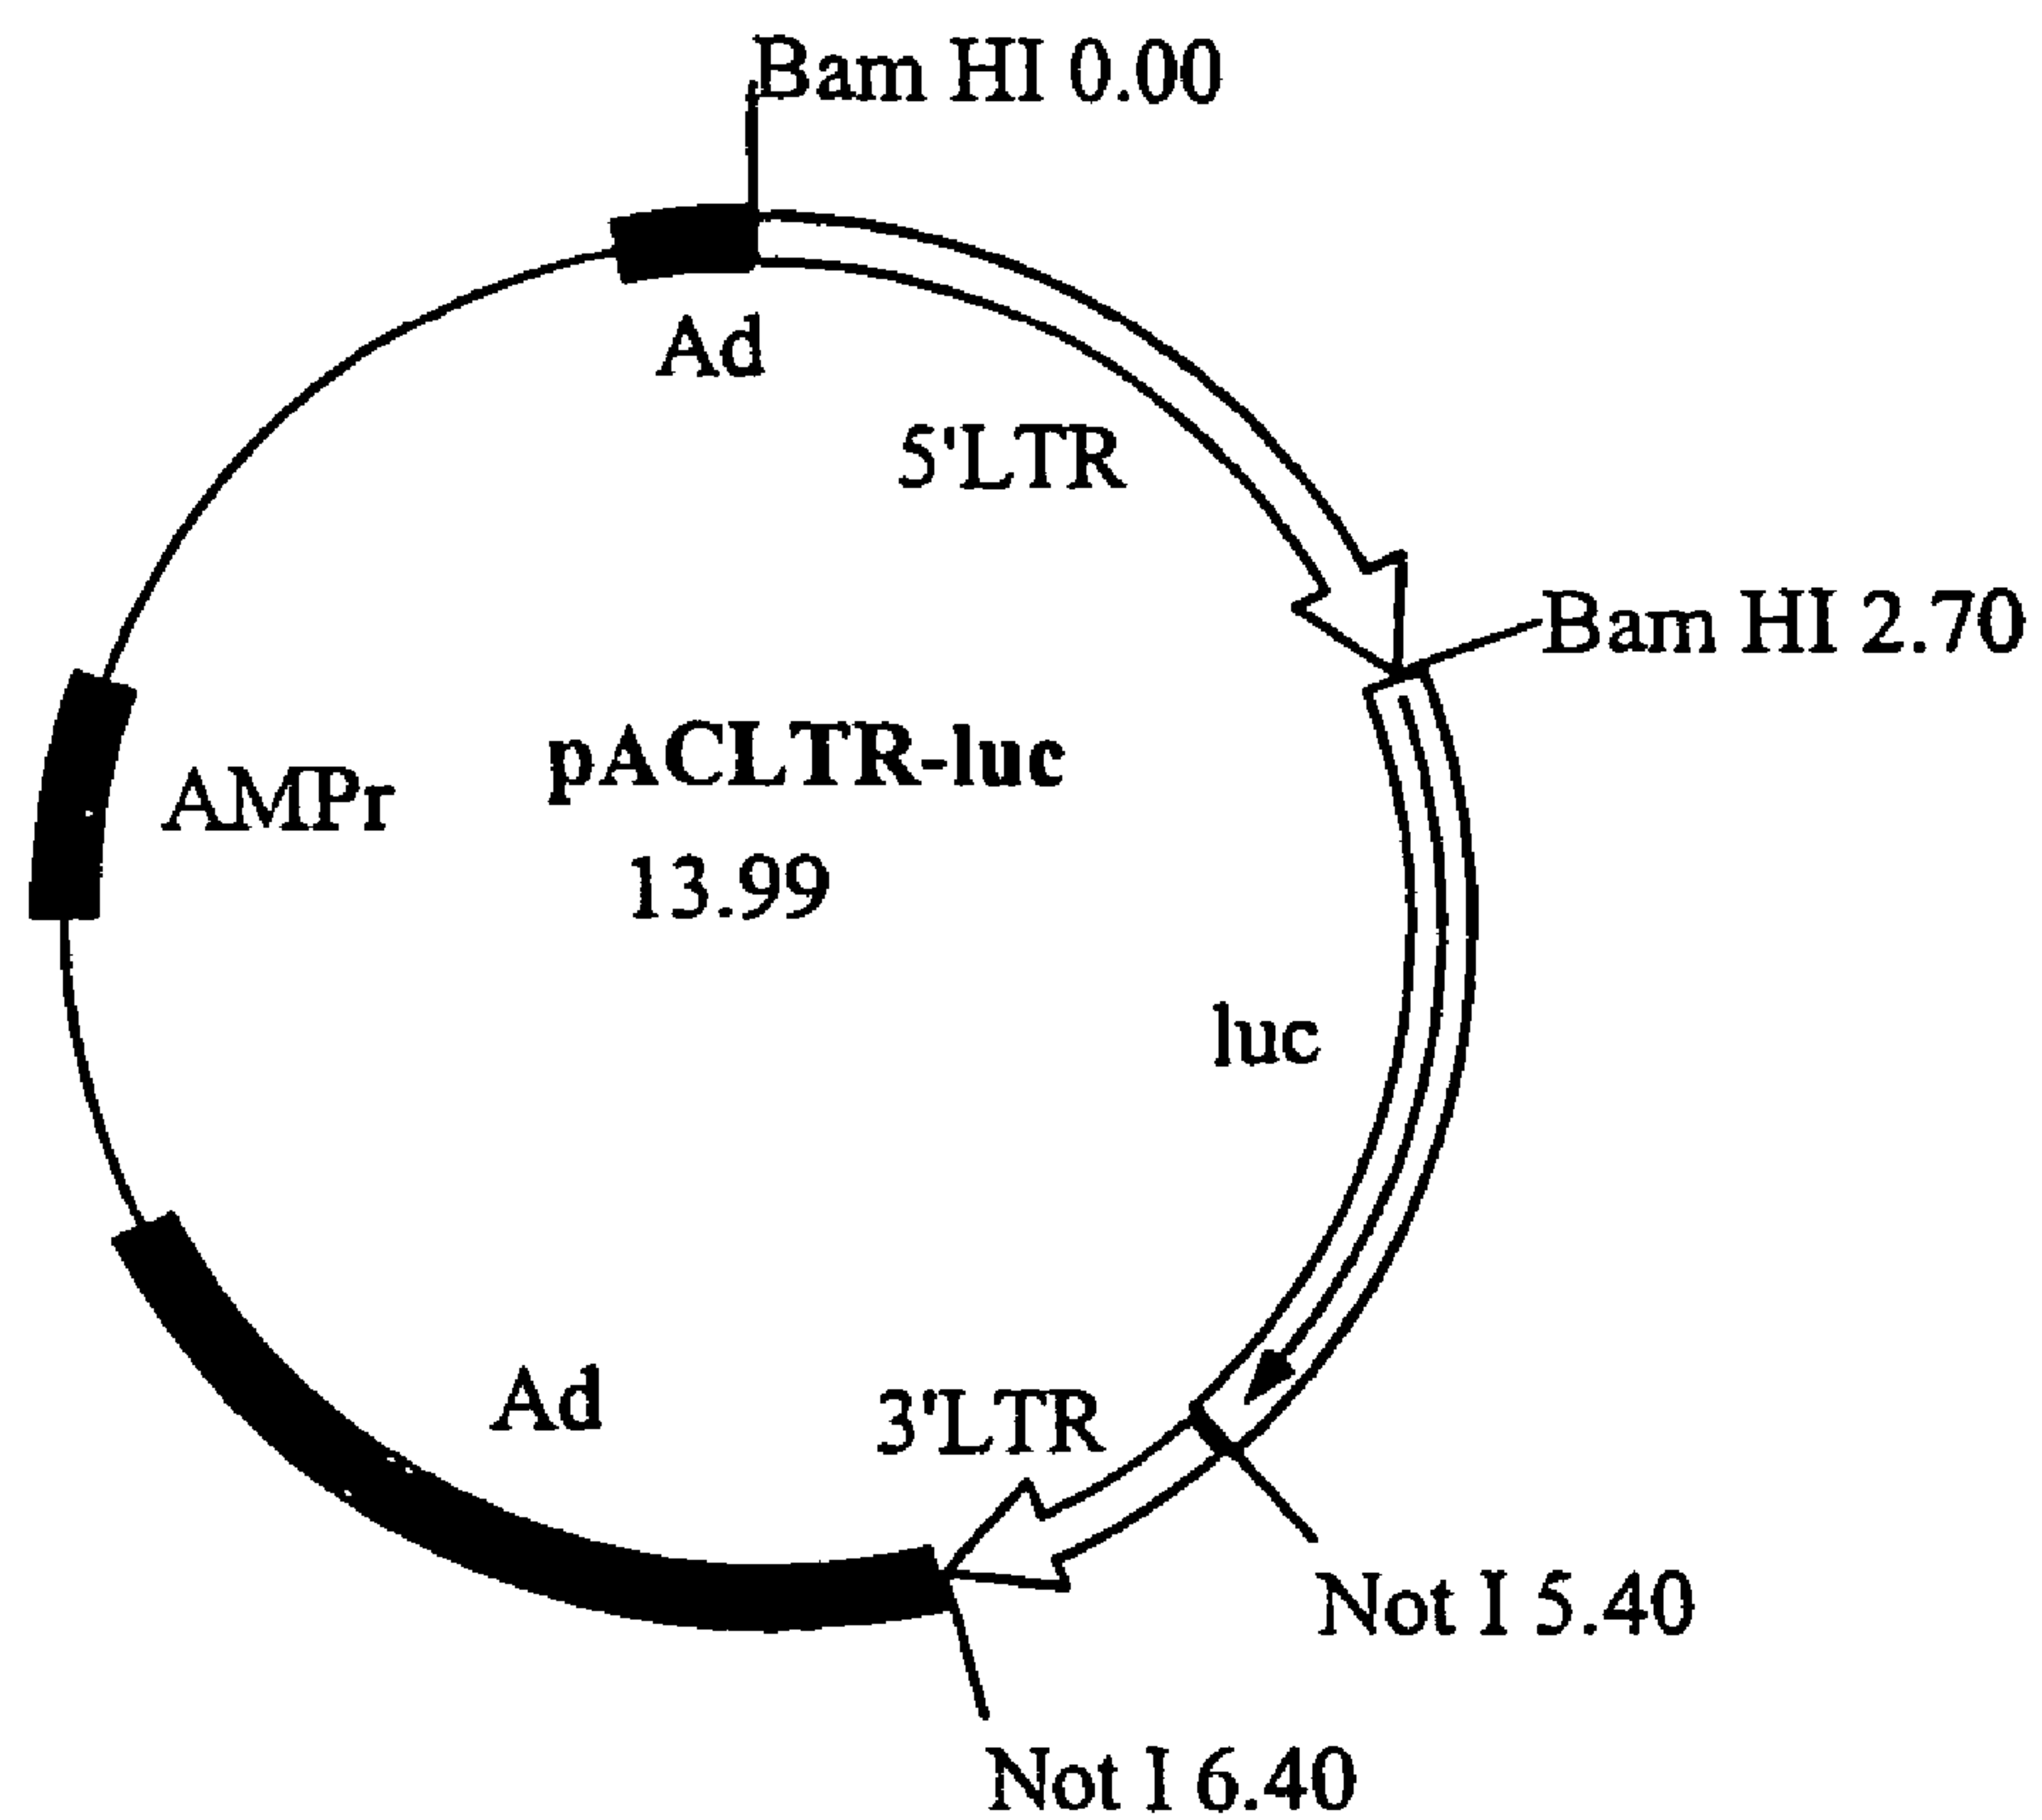 Bam HI 0.00
Ad
5'LTR
Bam HI 2.70
pACLTR-luc
13.99
AMPr
luc
Ad
3'LTR
Not I 5.40
Not I 6.40